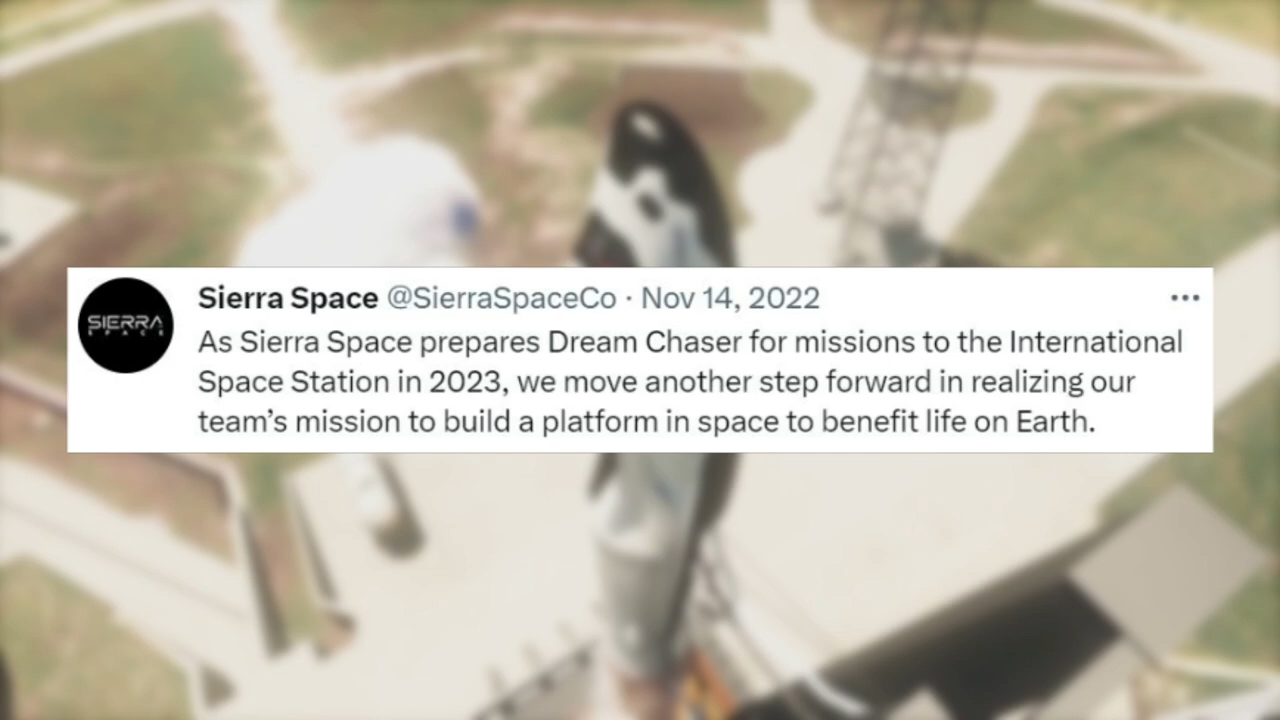 SIERRA
SPACE
Sierra Space @SierraSpaceCo · Nov 14, 2022
As Sierra Space prepares Dream Chaser for missions to the International
Space Station in 2023, we move another step forward in realizing our
team’s mission to build a platform in space to benefit life on Earth.